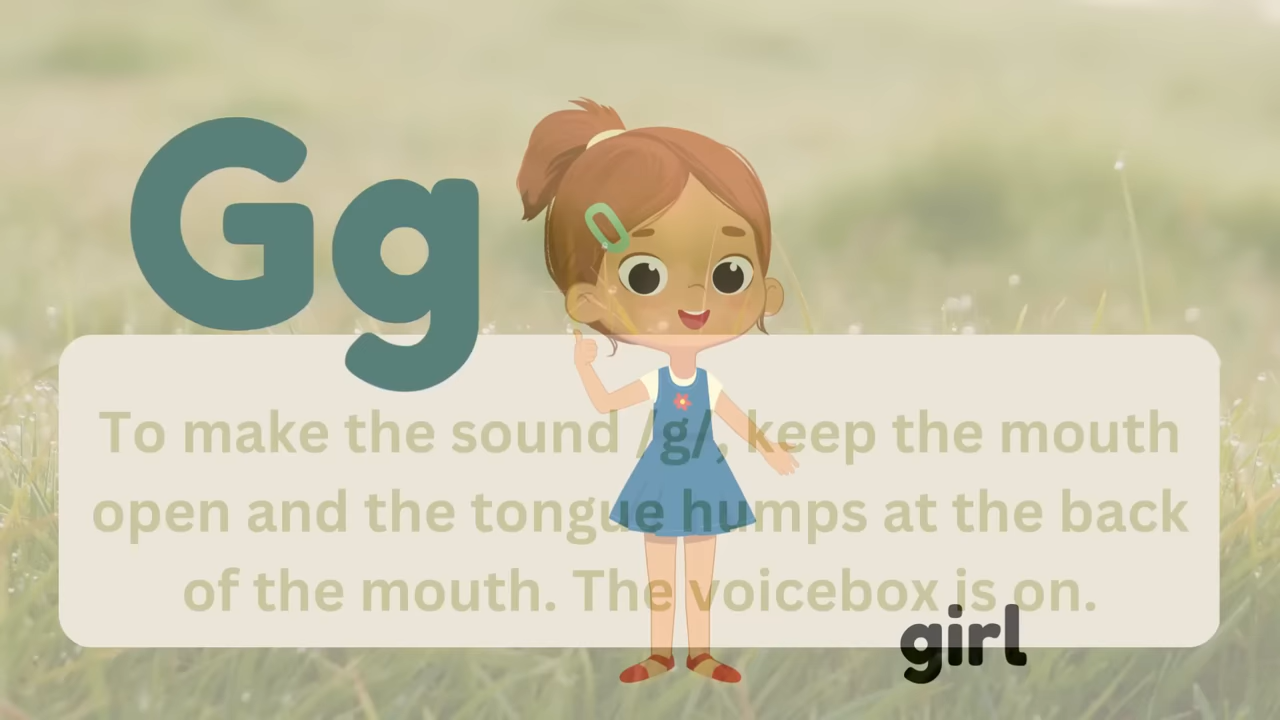 Gg
To make the sound /g/, keep the mouth
open and the tongue humps at the back
of the mouth. The voicebox is on.
girl